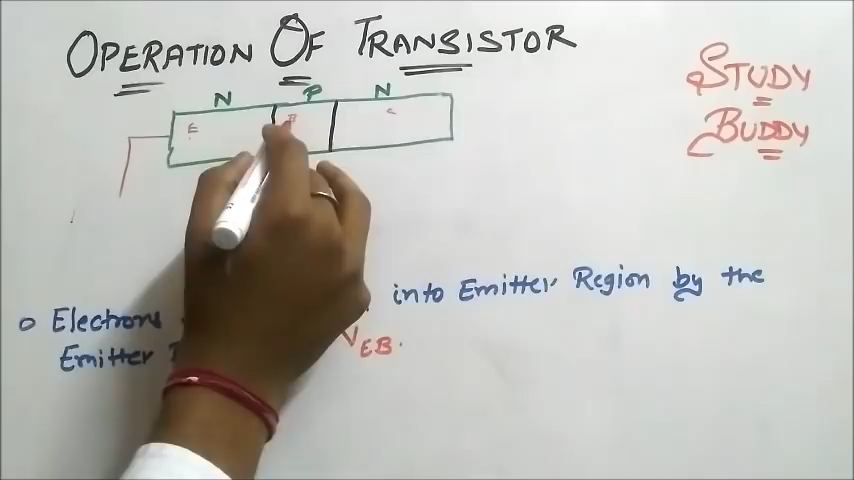 OPERATION OF TRANSISTOR
STUDY
BUDDY
N P N
E B C
Electrons into Emitter Region by the
Emitter VEB.